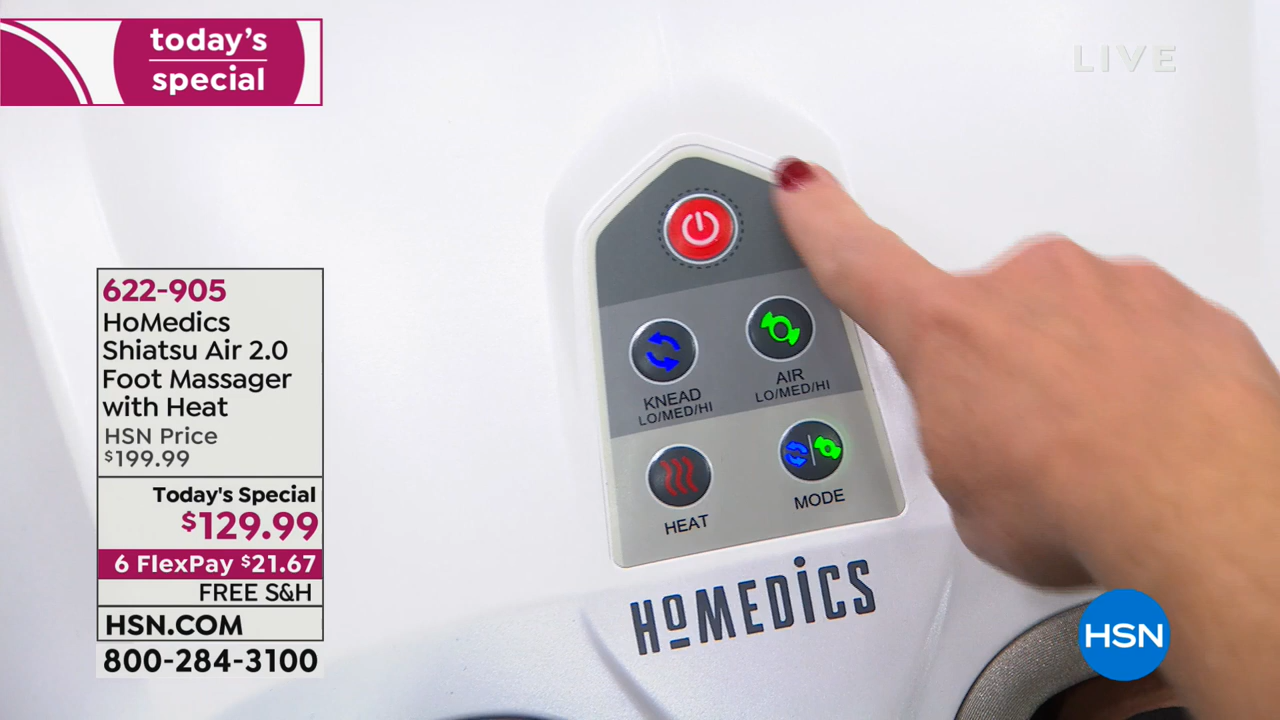 today's
special
LIVE
622-905
HoMedics
Shiatsu Air 2.0
Foot Massager
with Heat
HSN Price
$199.99
Today's Special
$129.99
6 FlexPay $21.67
FREE S&H
HSN.COM
800-284-3100
KNEAD
LO/MED/HI
AIR
LO/MED/HI
HEAT
MODE
HoMEDiCS
HSN